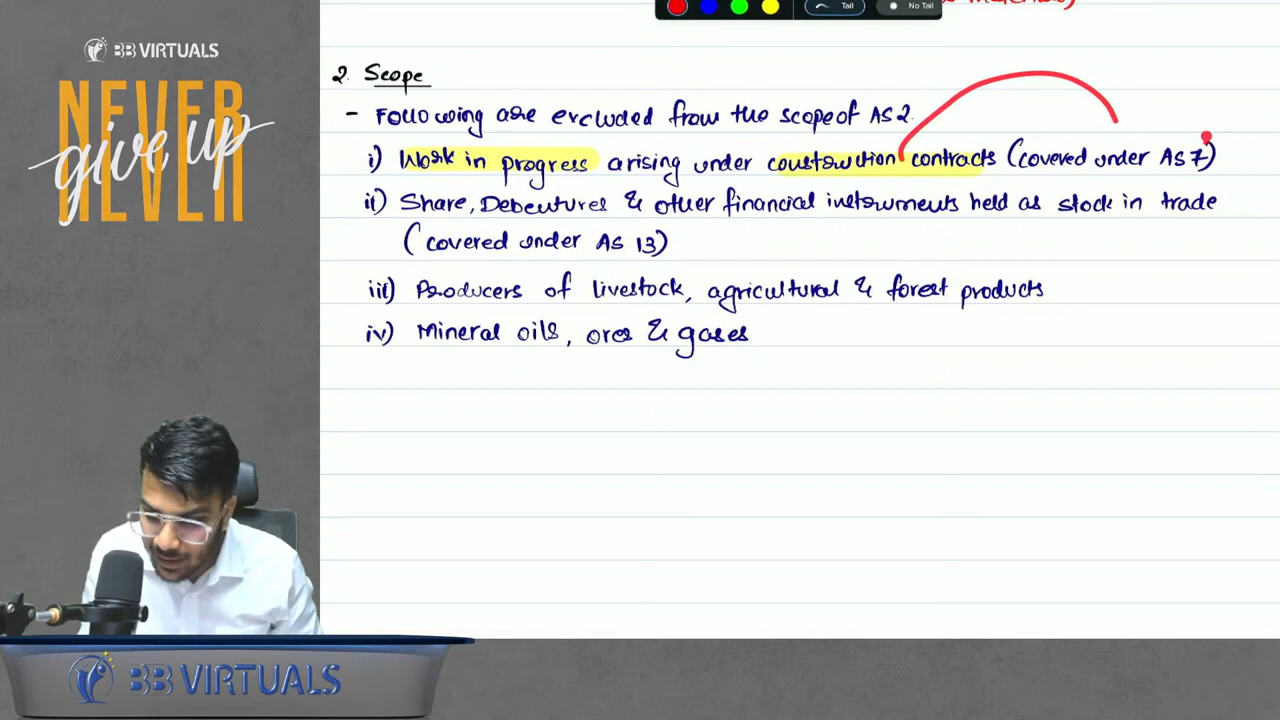 Tail
No Tail
BB VIRTUALS
NEVER
give up
NEVER
2. Scope
- Following are excluded from the scope of AS 2.
i) Work in progress arising under construction contracts (covered under AS 7)
ii) Share, Debentures & other financial instruments held as stock in trade
(covered under AS 13)
iii) Producers of livestock, agricultural & forest products
iv) Mineral oils, ores & gases
BB VIRTUALS